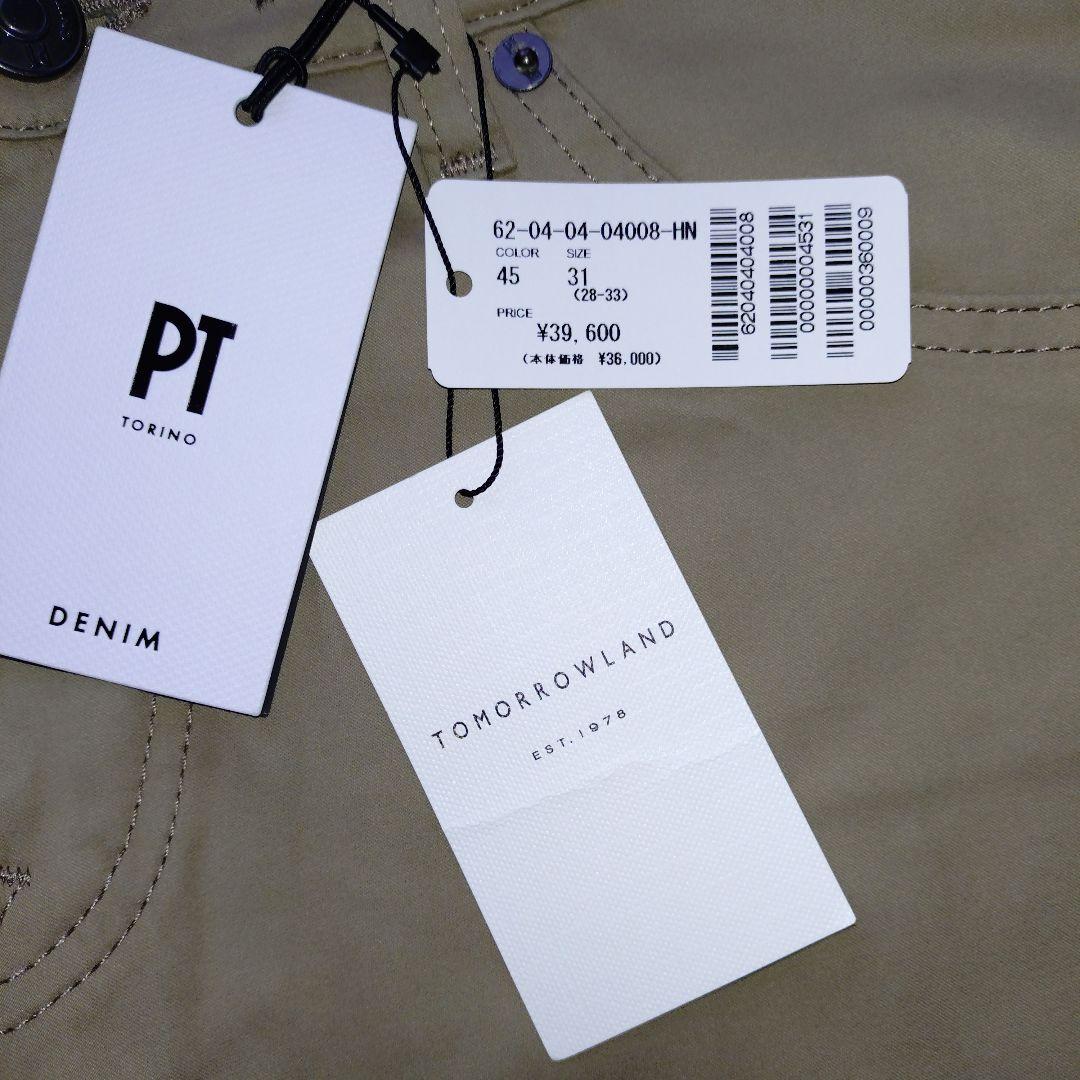 PT
TORINO
DENIM
62-04-04-04008-HN
COLOR SIZE
45 31
(28-33)
PRICE
¥39,600
(本体価格 ¥36,000)
6204040404008
0000000004531
0000000360009
TOMORROWLAND
EST. 1978